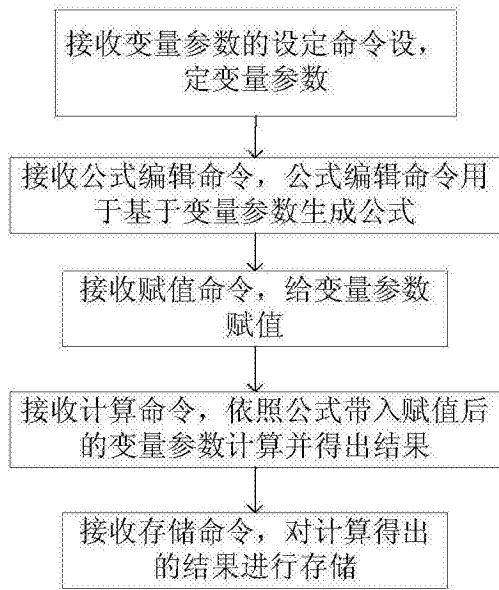 接收变量参数的设定命令设，
定变量参数
接收公式编辑命令，公式编辑命令用
于基于变量参数生成公式
接收赋值命令，给变量参数
赋值
接收计算命令，依照公式带入赋值后
的变量参数计算并得出结果
接收存储命令，对计算得出
的结果进行存储